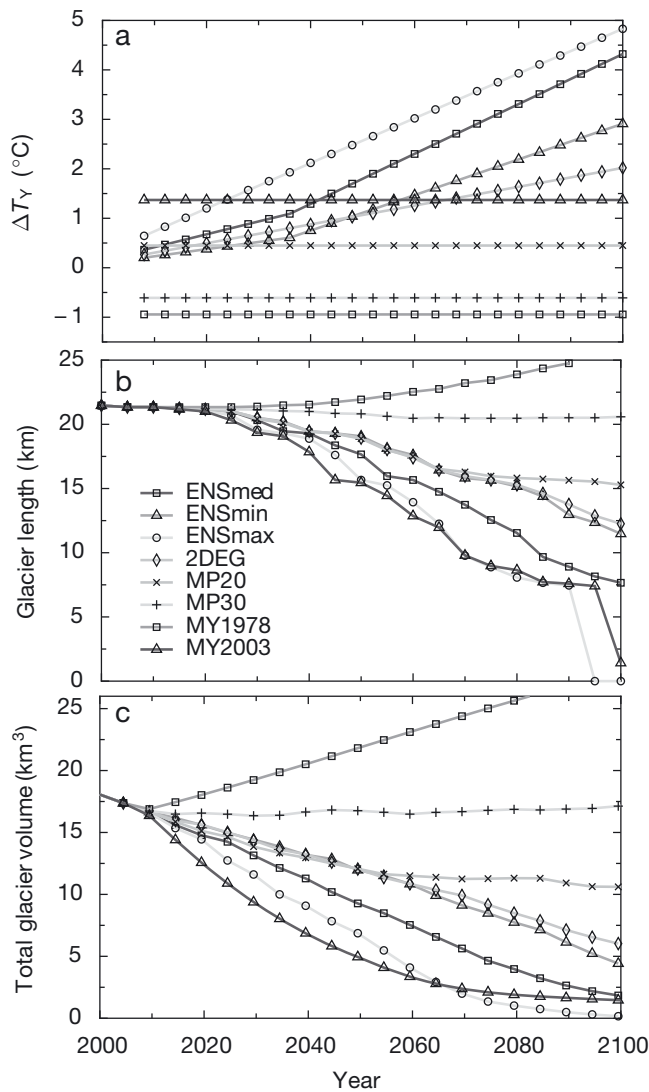 a
5
4
3
2
1
0
– 1
ΔT_Y (°C)
b
25
20
15
10
5
0
Glacier length (km)
ENSmed
ENSmin
ENSmax
2DEG
MP20
MP30
MY1978
MY2003
c
25
20
15
10
5
0
Total glacier volume (km³)
2000 2020 2040 2060 2080 2100
Year